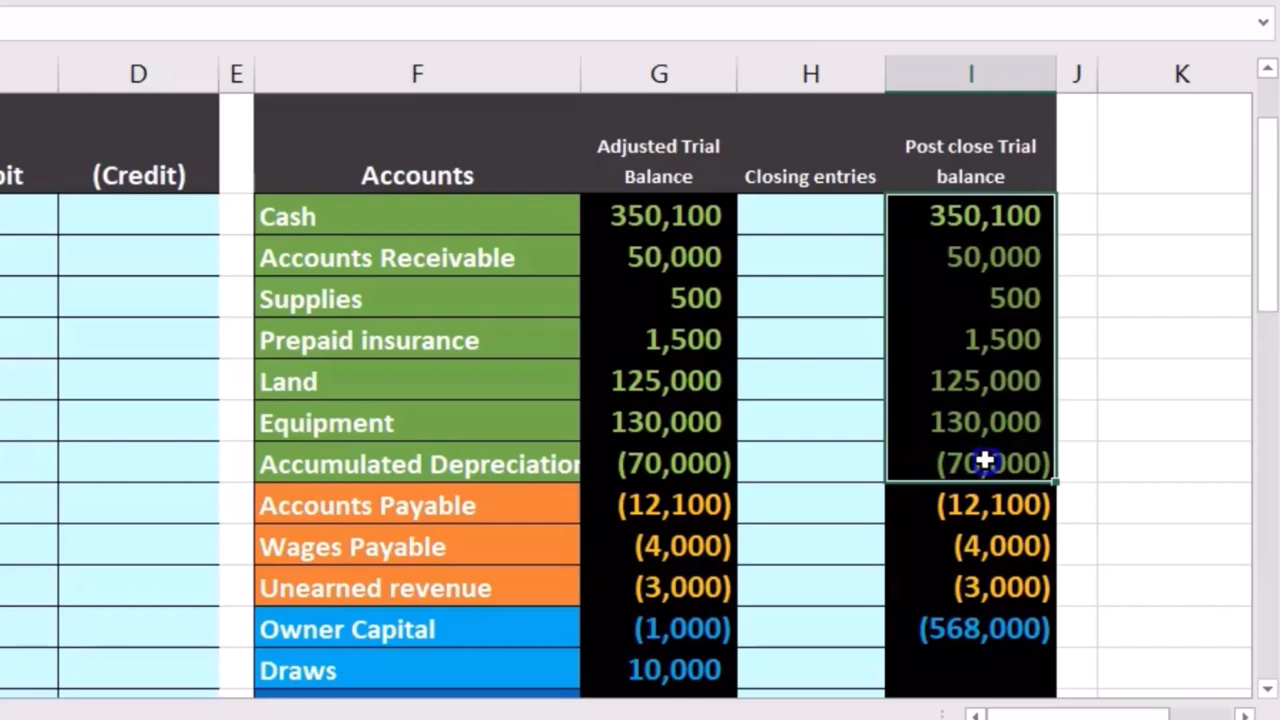 D E F G H I J K
bit (Credit) Accounts Adjusted Trial Balance Closing entries Post close Trial balance
Cash 350,100 350,100
Accounts Receivable 50,000 50,000
Supplies 500 500
Prepaid insurance 1,500 1,500
Land 125,000 125,000
Equipment 130,000 130,000
Accumulated Depreciation (70,000) (70,000)
Accounts Payable (12,100) (12,100)
Wages Payable (4,000) (4,000)
Unearned revenue (3,000) (3,000)
Owner Capital (1,000) (568,000)
Draws 10,000